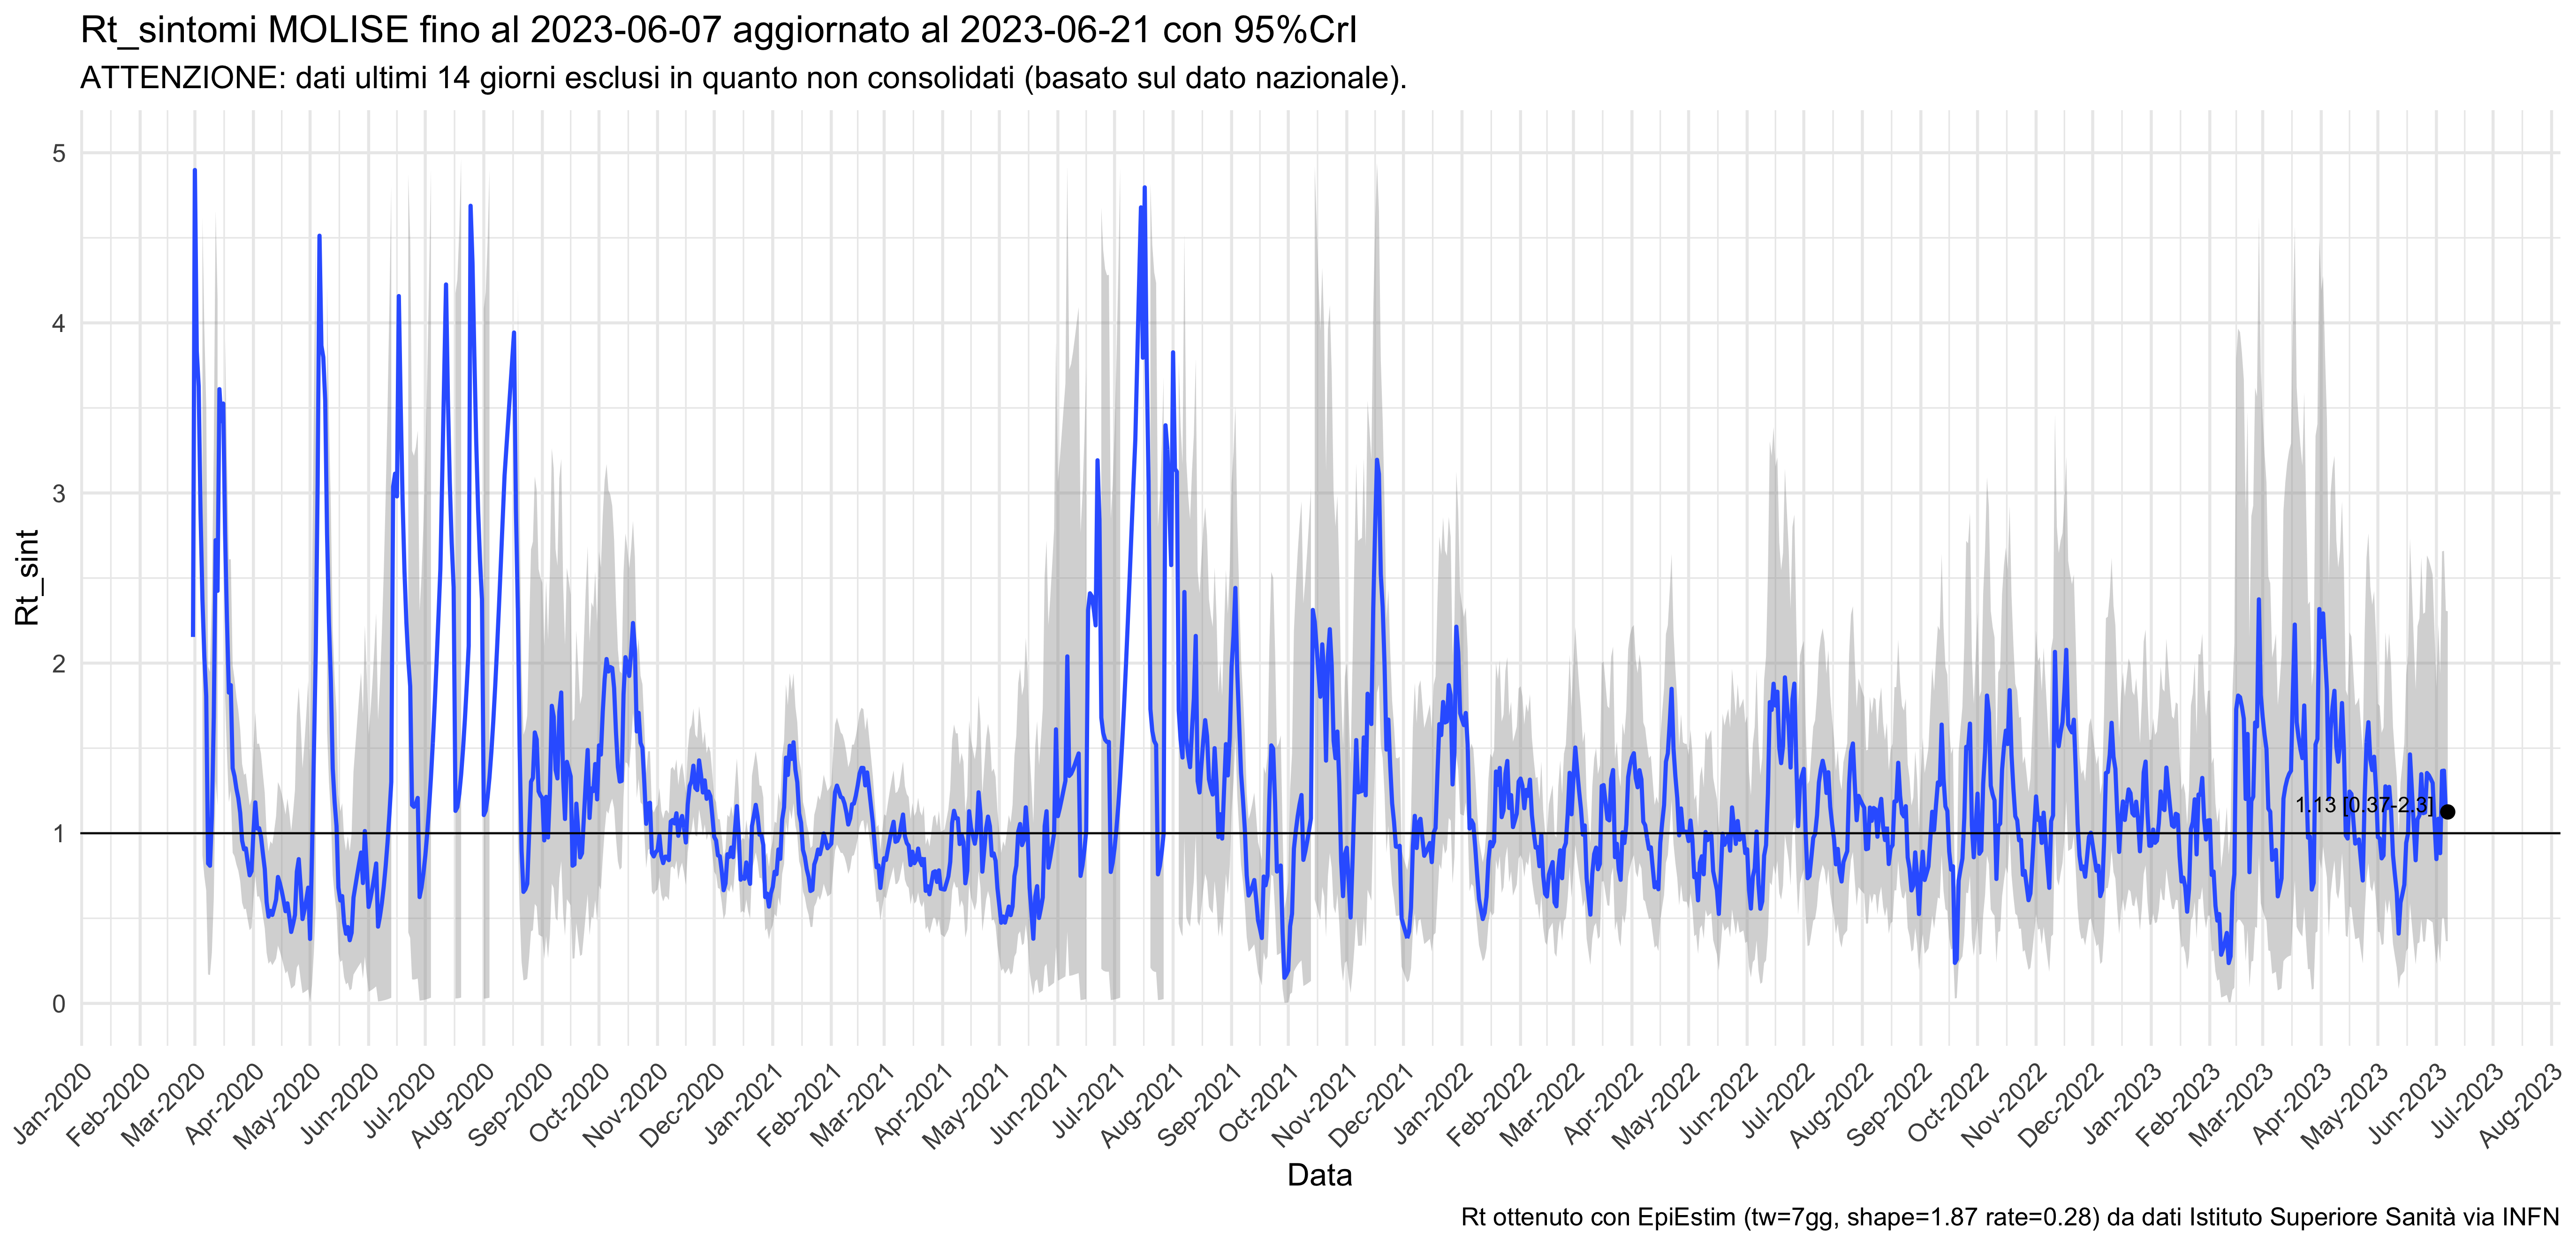 Rt_sintomi MOLISE fino al 2023-06-07 aggiornato al 2023-06-21 con 95%CrI
ATTENZIONE: dati ultimi 14 giorni esclusi in quanto non consolidati (basato sul dato nazionale).
5
4
3
2
1
0
Rt_sint
1.13 [0.37-2.3]
Jan-2020
Feb-2020
Mar-2020
Apr-2020
May-2020
Jun-2020
Jul-2020
Aug-2020
Sep-2020
Oct-2020
Nov-2020
Dec-2020
Jan-2021
Feb-2021
Mar-2021
Apr-2021
May-2021
Jun-2021
Jul-2021
Aug-2021
Sep-2021
Oct-2021
Nov-2021
Dec-2021
Jan-2022
Feb-2022
Mar-2022
Apr-2022
May-2022
Jun-2022
Jul-2022
Aug-2022
Sep-2022
Oct-2022
Nov-2022
Dec-2022
Jan-2023
Feb-2023
Mar-2023
Apr-2023
May-2023
Jun-2023
Jul-2023
Aug-2023
Data
Rt ottenuto con EpiEstim (tw=7gg, shape=1.87 rate=0.28) da dati Istituto Superiore Sanità via INFN